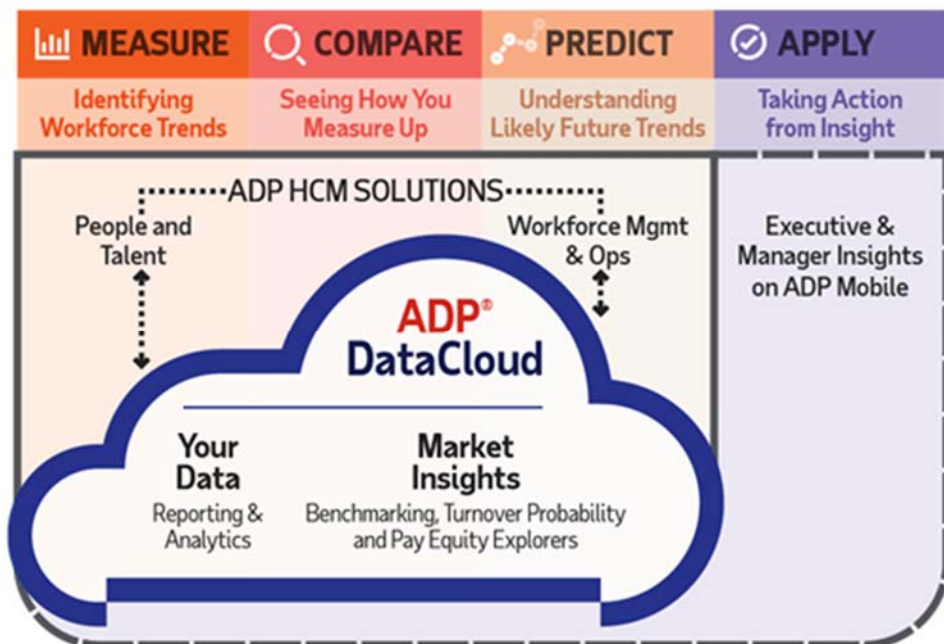 MEASURE
COMPARE
PREDICT
APPLY
Identifying
Workforce Trends
Seeing How You
Measure Up
Understanding
Likely Future Trends
Taking Action
from Insight
ADP HCM SOLUTIONS
People and
Talent
Workforce Mgmt
& Ops
Executive &
Manager Insights
on ADP Mobile
ADP®
DataCloud
Your
Data
Reporting &
Analytics
Market
Insights
Benchmarking, Turnover Probability
and Pay Equity Explorers